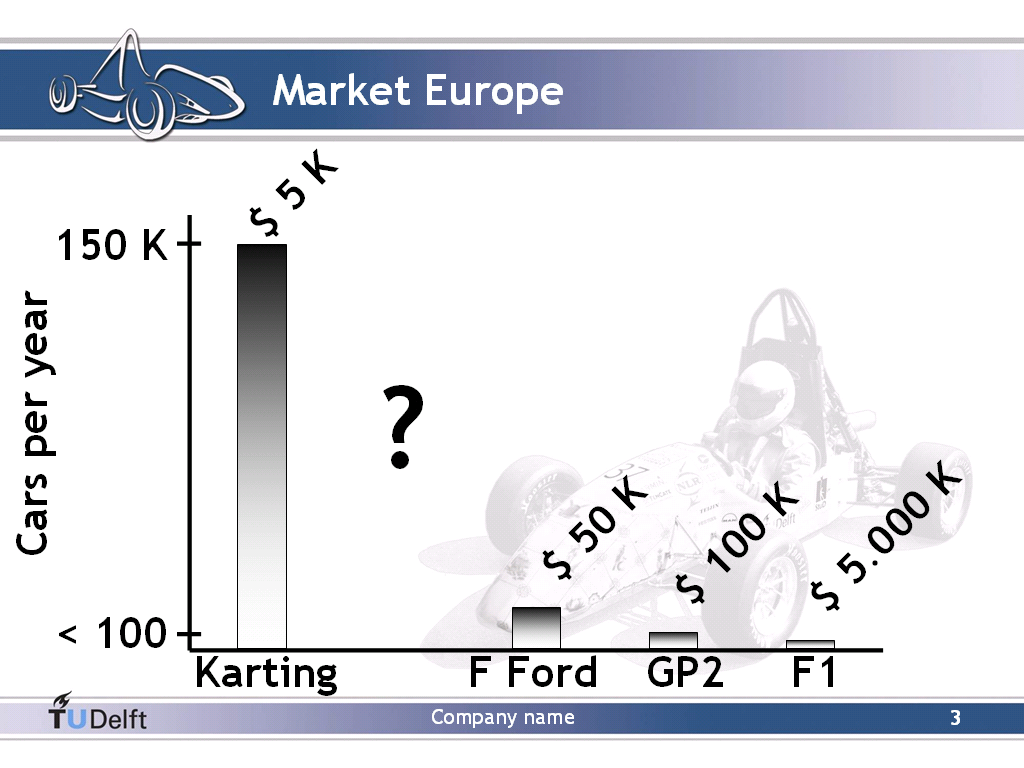 Market Europe
$ 5 K
150 K
Cars per year
?
$ 50 K
$ 100 K
$ 5.000 K
< 100
Karting
F Ford
GP2
F1
TUDelft
Company name
3